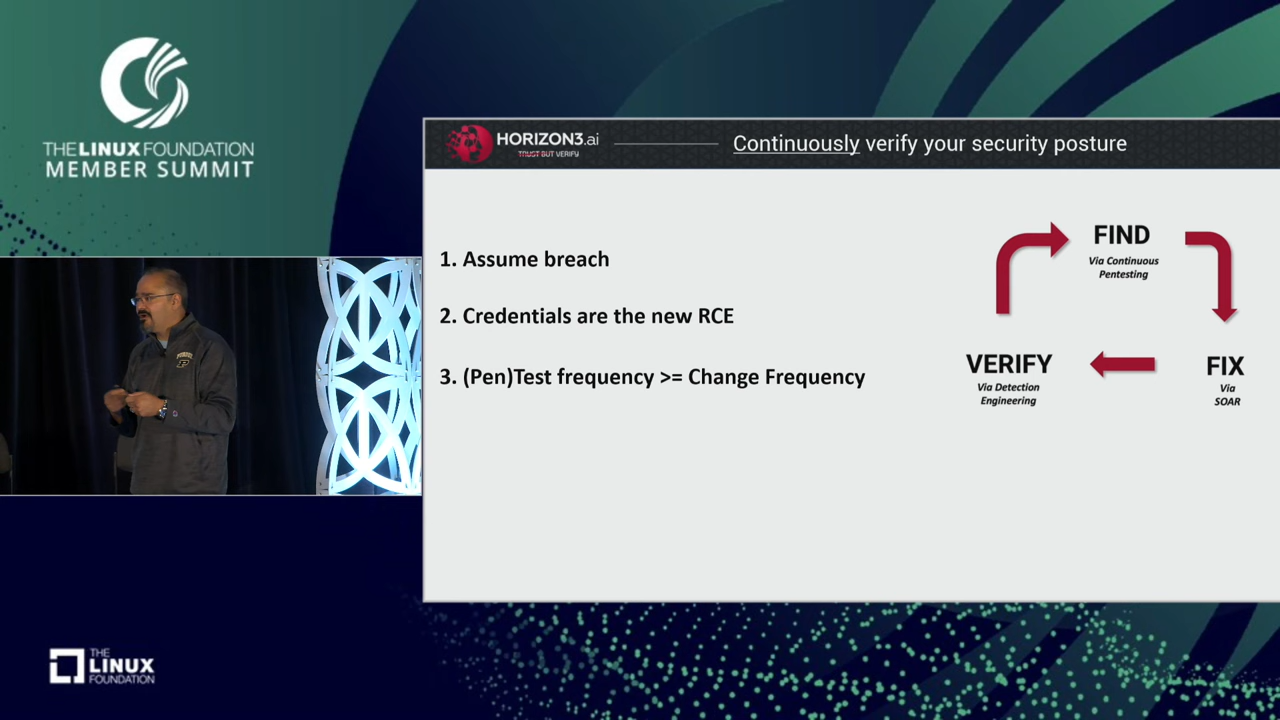 THE LINUX FOUNDATION
MEMBER SUMMIT
HORIZON3.ai
TRUST BUT VERIFY
Continuously verify your security posture
1. Assume breach
2. Credentials are the new RCE
3. (Pen)Test frequency >= Change Frequency
FIND
Via Continuous
Pentesting
VERIFY
Via Detection
Engineering
FIX
Via
SOAR
PURDUE
P
THE
LINUX
FOUNDATION